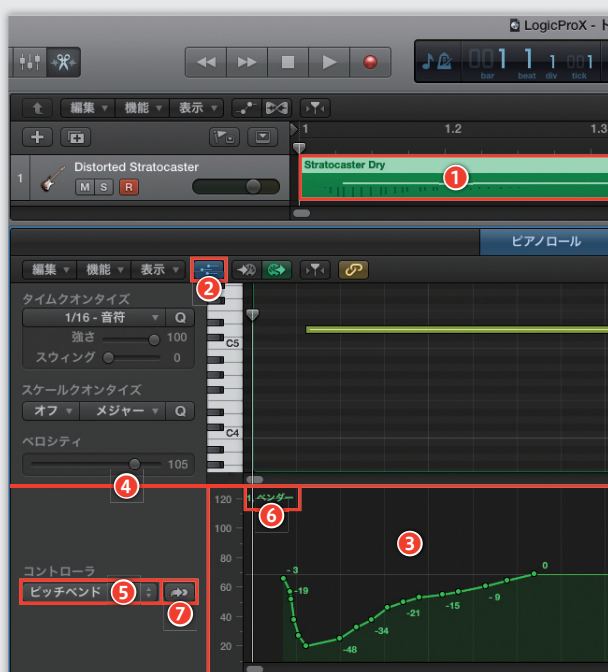 LogicProX - ト
001 1 1 001
bar beat div tick
編集 機能 表示
1 1.2 1.3
1 Distorted Stratocaster
M S R
Stratocaster Dry
1
ピアノロール
編集 機能 表示
2
タイムクオンタイズ
1/16 - 音符 Q
強さ 100
スウィング 0
C5
スケールクオンタイズ
オフ メジャー Q
C4
ベロシティ
105
4
120 1 ベンダー
6
100
3
80
コントローラ
ピッチベンド 5
7
60
40
20
- 3
-19
-48
-34
-21
-15
- 9
0